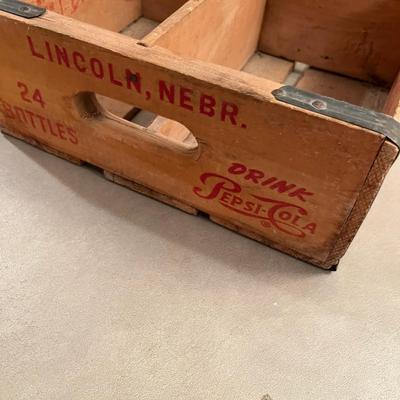 LINCOLN, NEBR.
24
BOTTLES
DRINK
PEPSI-COLA
®